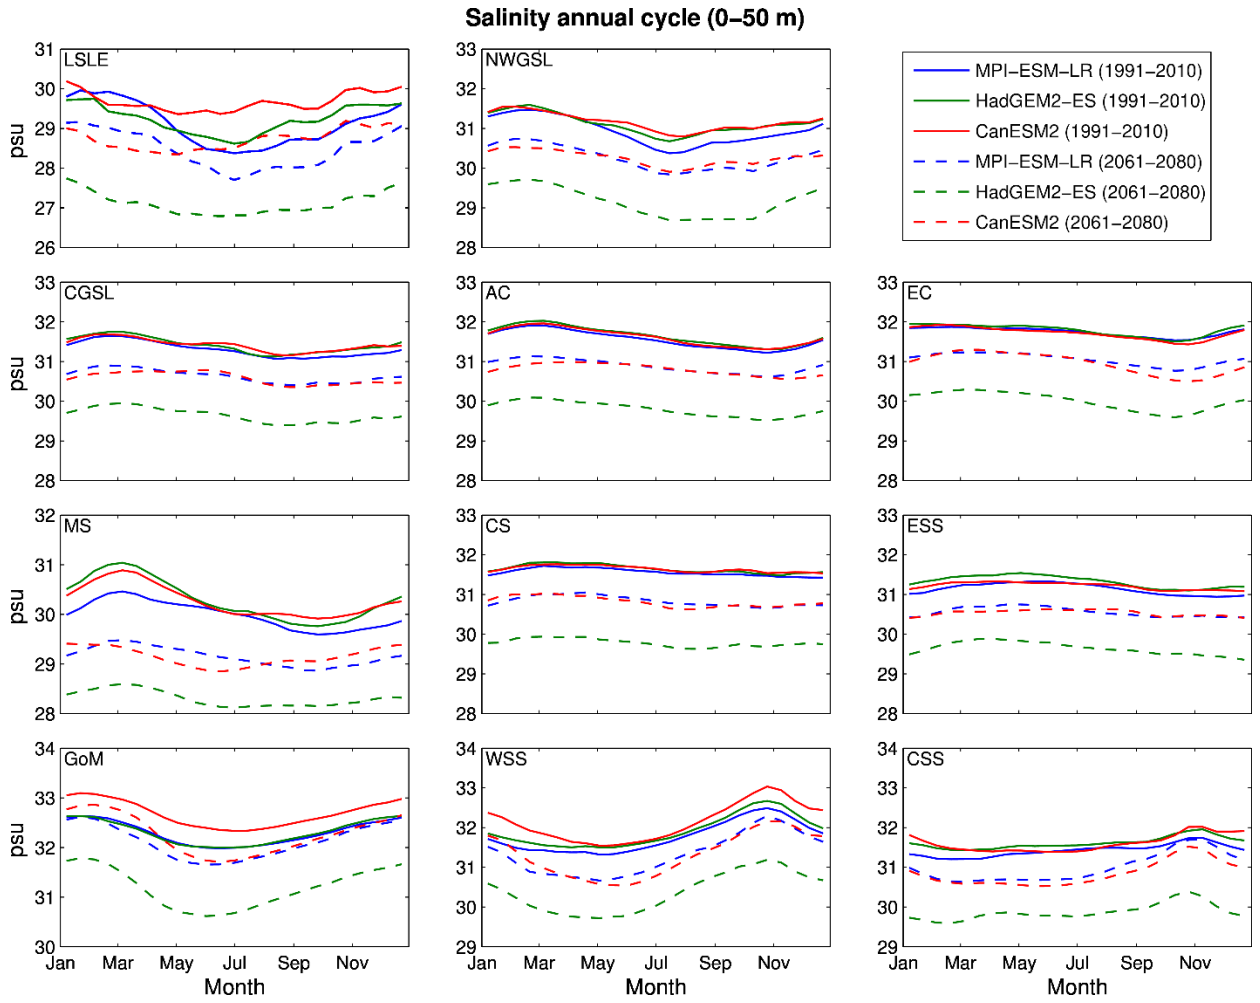 Salinity annual cycle (0–50 m)
LSLE
31
30
29
28
27
26
psu
NWGSL
33
32
31
30
29
28
MPI–ESM–LR (1991–2010)
HadGEM2–ES (1991–2010)
CanESM2 (1991–2010)
MPI–ESM–LR (2061–2080)
HadGEM2–ES (2061–2080)
CanESM2 (2061–2080)
CGSL
33
32
31
30
29
28
psu
AC
33
32
31
30
29
28
EC
33
32
31
30
29
28
MS
32
31
30
29
28
psu
CS
33
32
31
30
29
28
ESS
33
32
31
30
29
28
GoM
34
33
32
31
30
psu
Jan Mar May Jul Sep Nov
Month
WSS
34
33
32
31
30
29
Jan Mar May Jul Sep Nov
Month
CSS
34
33
32
31
30
29
Jan Mar May Jul Sep Nov
Month